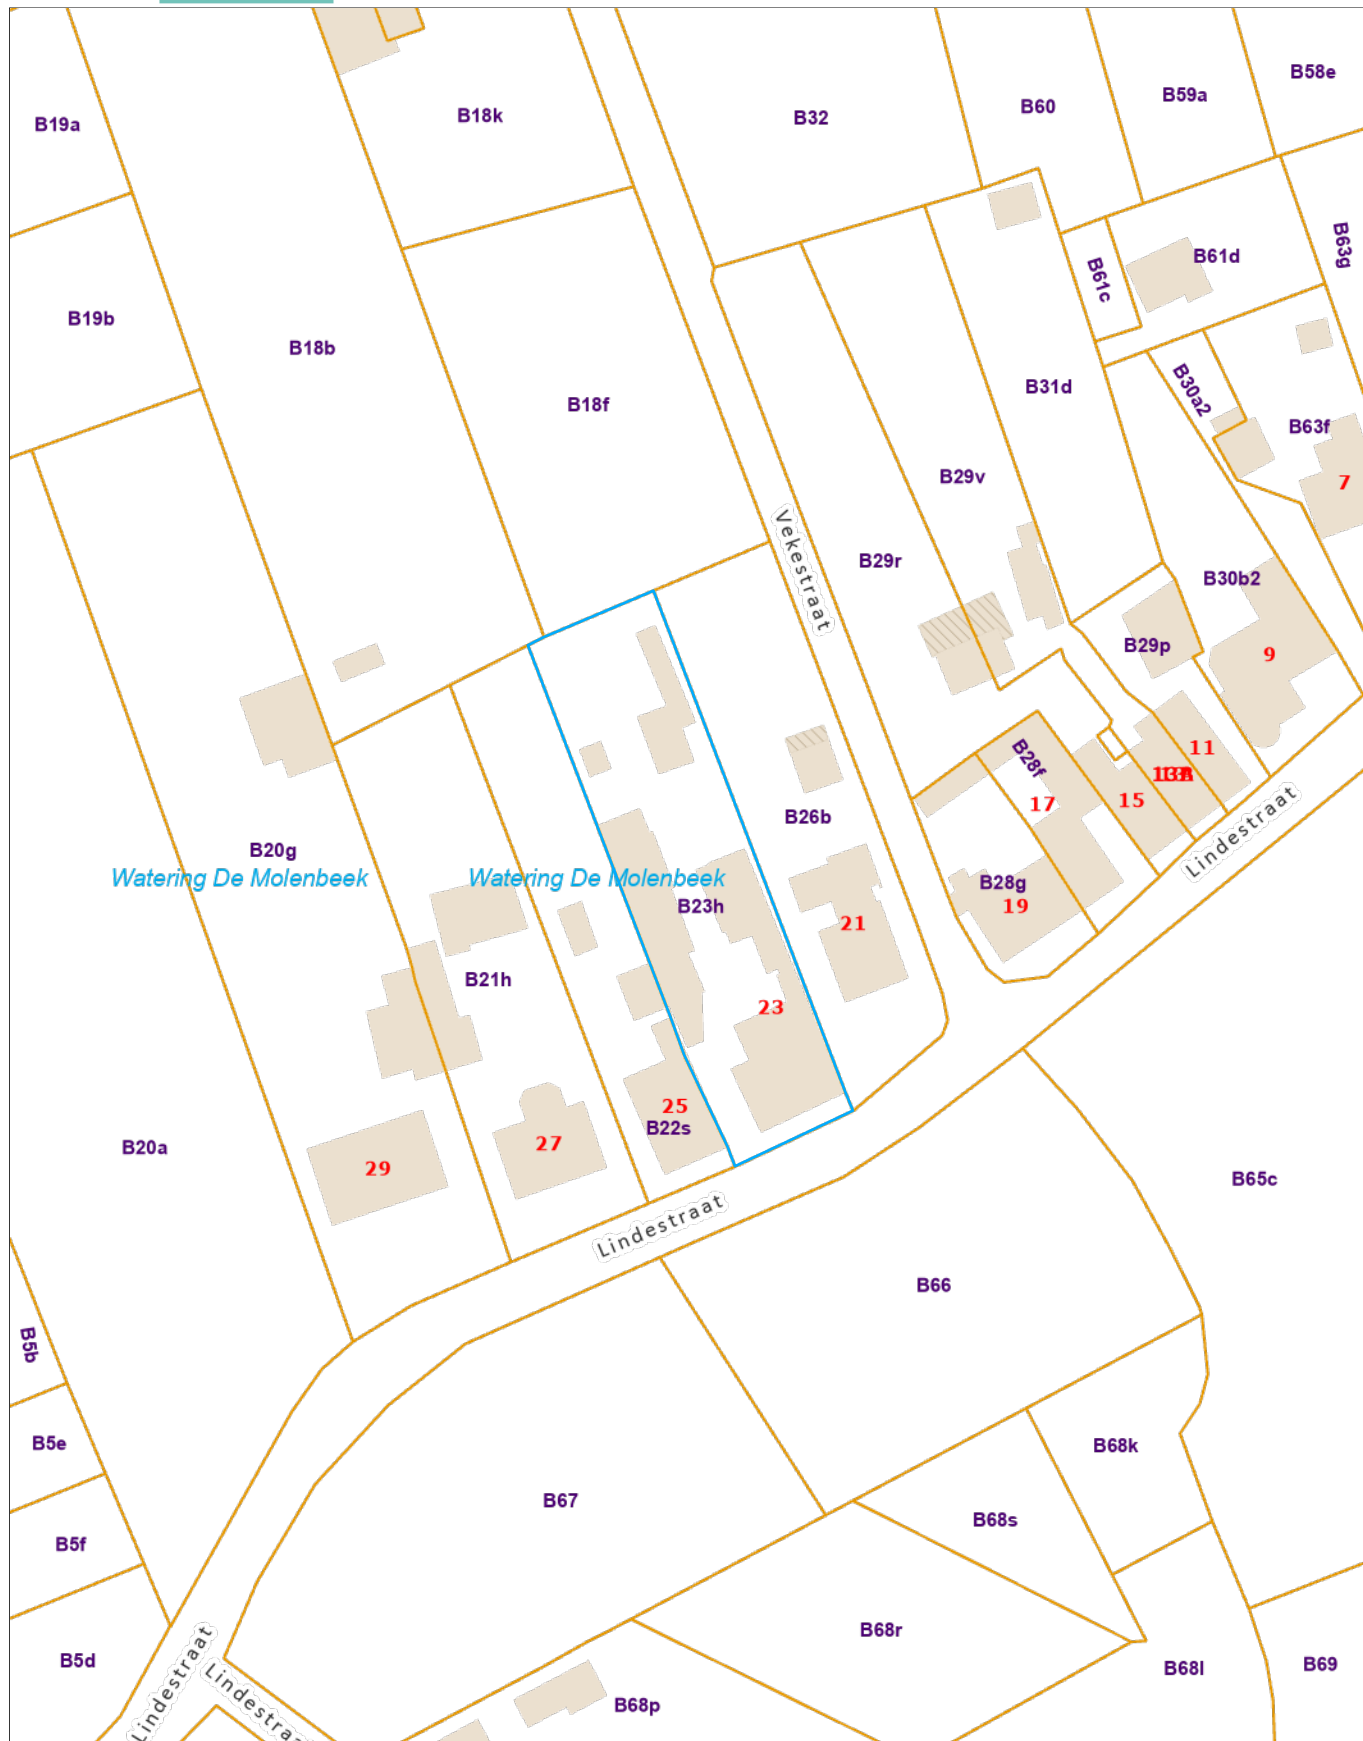 B58e
B59a
B60
B32
B18k
B19a
B63g
B61d
B61c
B19b
B18b
B31d
B30a2
B18f
B63f
B29v
7
Vekestraat
B29r
B30b2
B29p
9
11
B28f
13A
15
17
Lindestraat
B26b
B20g
Watering De Molenbeek
Watering De Molenbeek
B28g
19
B23h
21
B21h
23
25
B22s
27
29
B20a
B65c
Lindestraat
B66
B5b
B5e
B68k
B67
B68s
B5f
B68r
B5d
B68l
B69
Lindestraat
Lindestraa
B68p